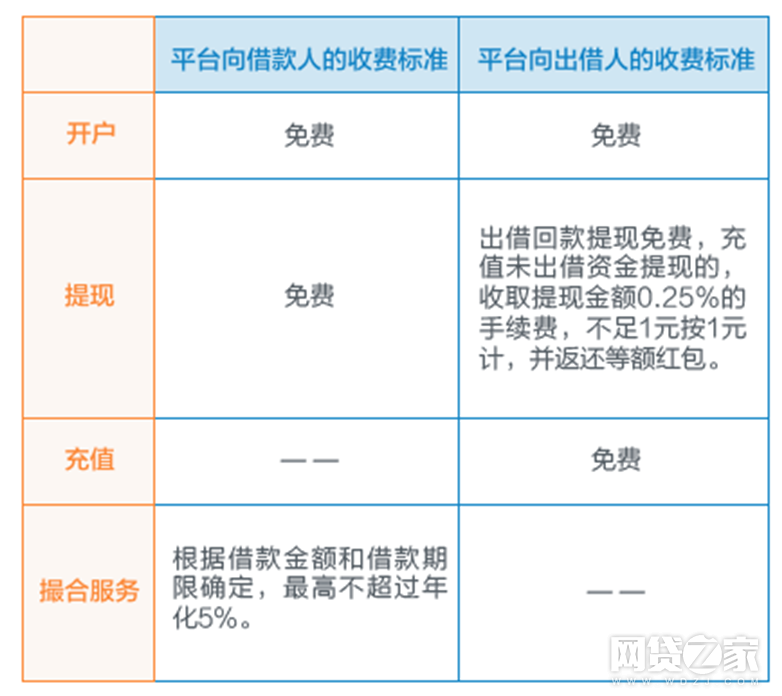 平台向借款人的收费标准 平台向出借人的收费标准
开户 免费 免费
提现 免费
出借回款提现免费，充
值未出借资金提现的，
收取提现金额0.25%的
手续费，不足1元按1元
计，并返还等额红包。
充值 —— 免费
撮合服务
根据借款金额和借款期
限确定，最高不超过年
化5%。
——
网贷之家